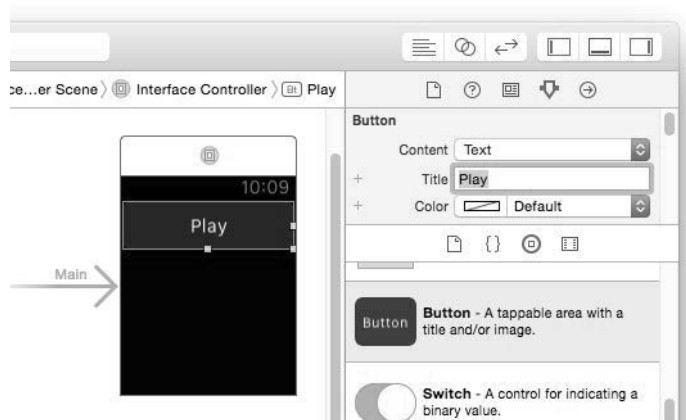 ce...er Scene 〉 Interface Controller 〉 Bt Play
Button
Content Text
+ Title Play
+ Color Default
10:09
Play
Main
{}
Button
Button - A tappable area with a
title and/or image.
Switch - A control for indicating a
binary value.